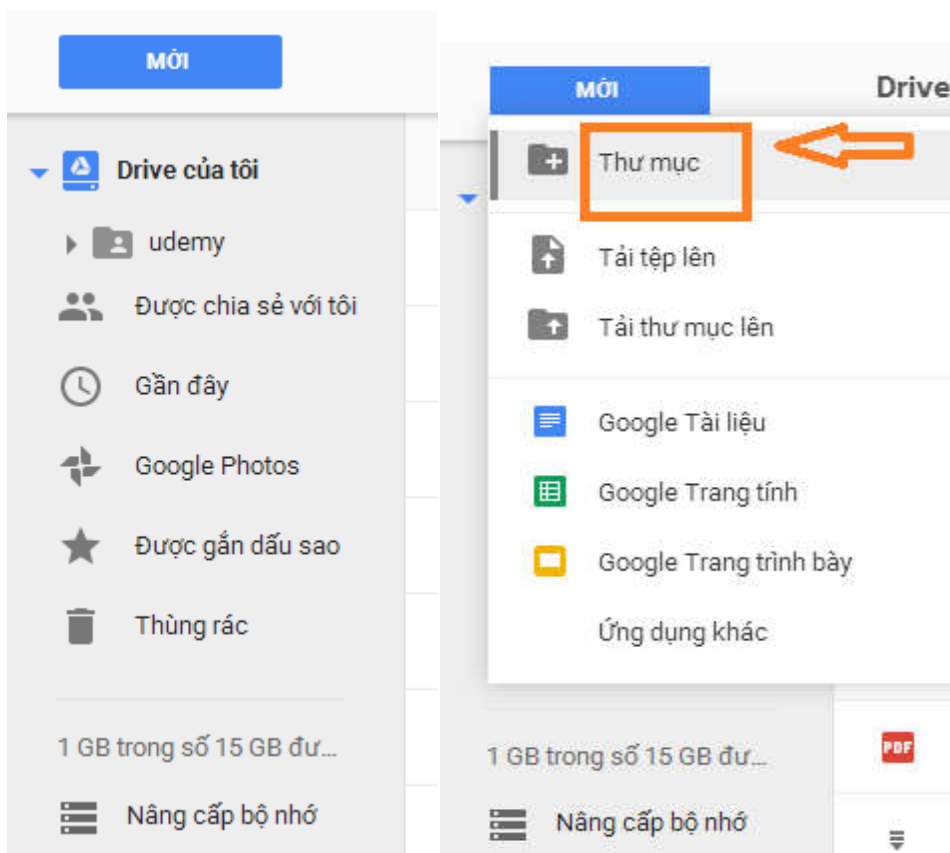 MỚI
Drive của tôi
udemy
Được chia sẻ với tôi
Gần đây
Google Photos
Được gắn dấu sao
Thùng rác
1 GB trong số 15 GB đư...
Nâng cấp bộ nhớ
MỚI
Drive
Thư mục
Tải tệp lên
Tải thư mục lên
Google Tài liệu
Google Trang tính
Google Trang trình bày
Ứng dụng khác
1 GB trong số 15 GB đư...
PDF
Nâng cấp bộ nhớ